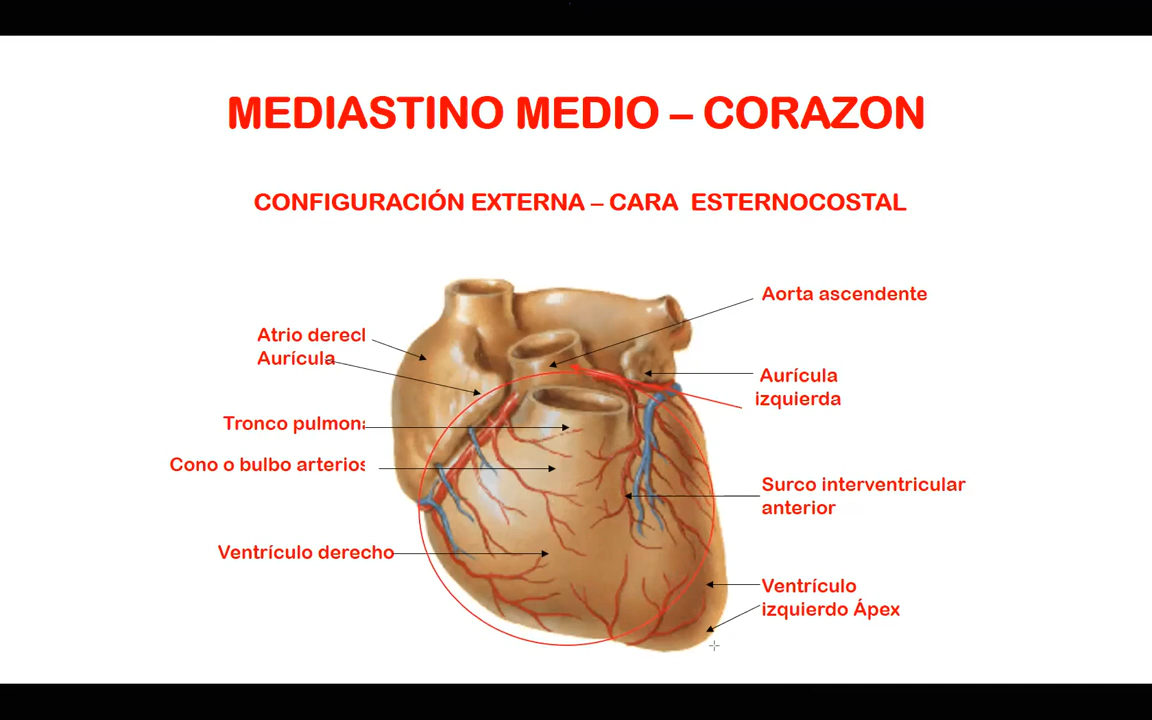 MEDIASTINO MEDIO – CORAZON
CONFIGURACIÓN EXTERNA – CARA ESTERNOCOSTAL
Aorta ascendente
Atrio derecl
Aurícula
Aurícula
izquierda
Tronco pulmona
Cono o bulbo arterios
Surco interventricular
anterior
Ventrículo derecho
Ventrículo
izquierdo Ápex